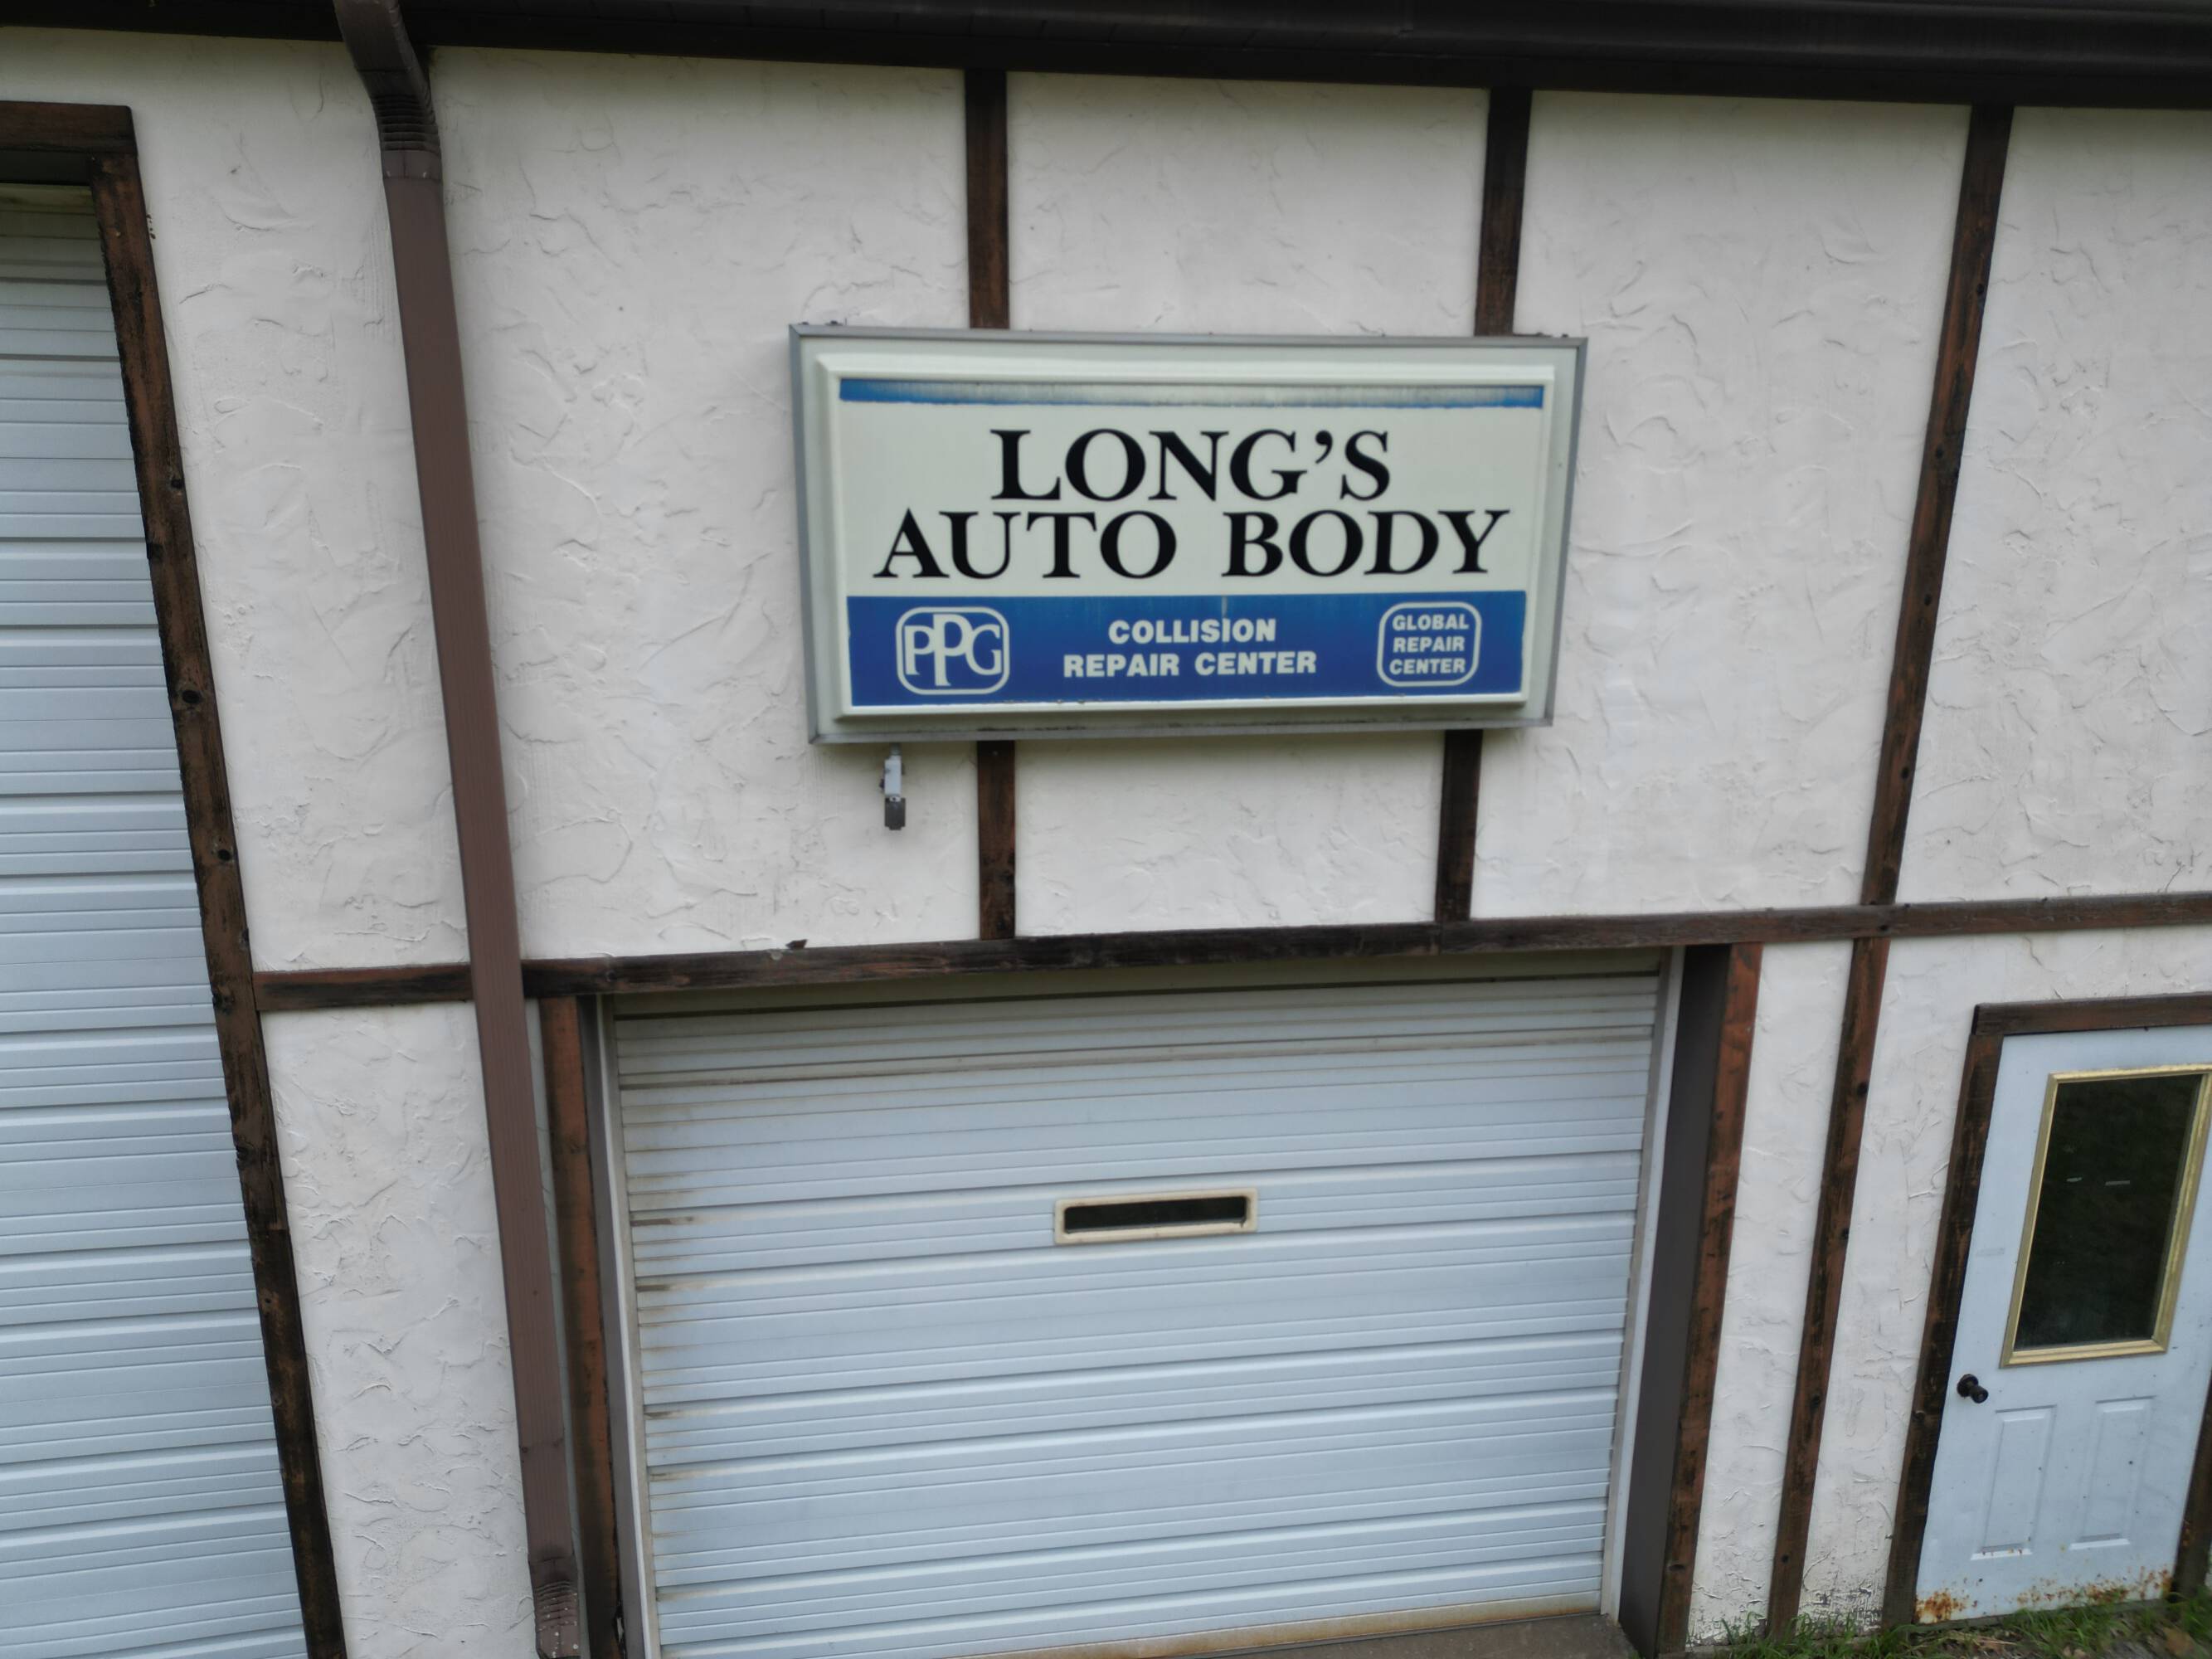 LONG'S
AUTO BODY
PPG
COLLISION
REPAIR CENTER
GLOBAL
REPAIR
CENTER